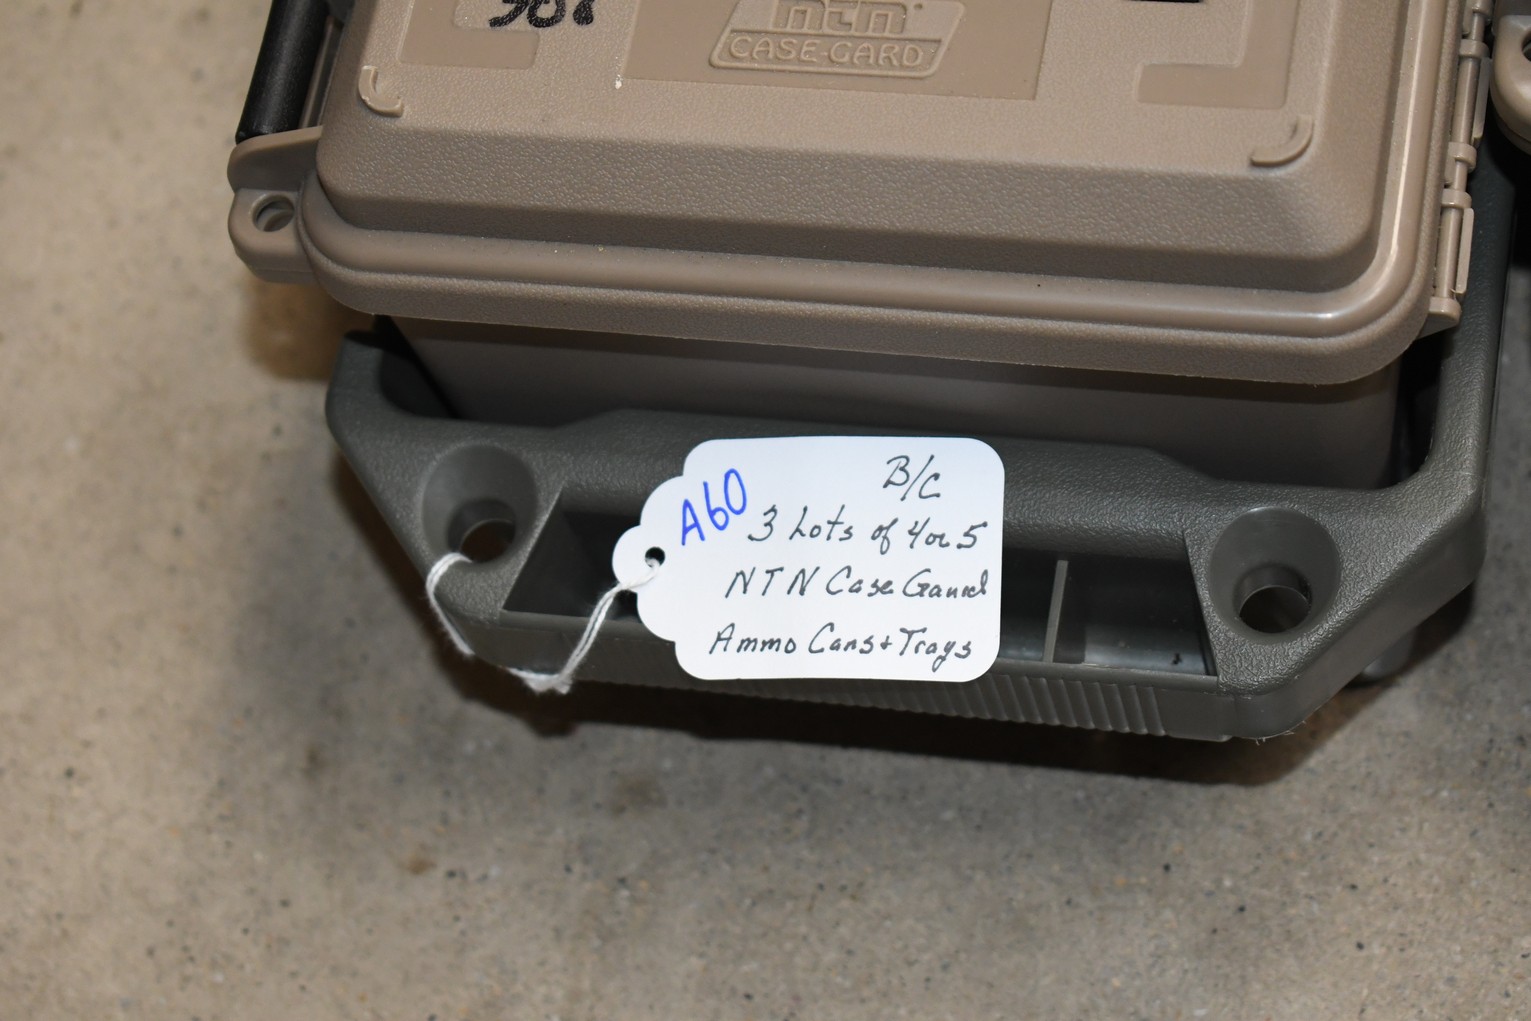 mtm
CASE-GARD
A60
B/C
3 Lots of 4 or 5
NTN Case Gaurd
Ammo Cans + Trays